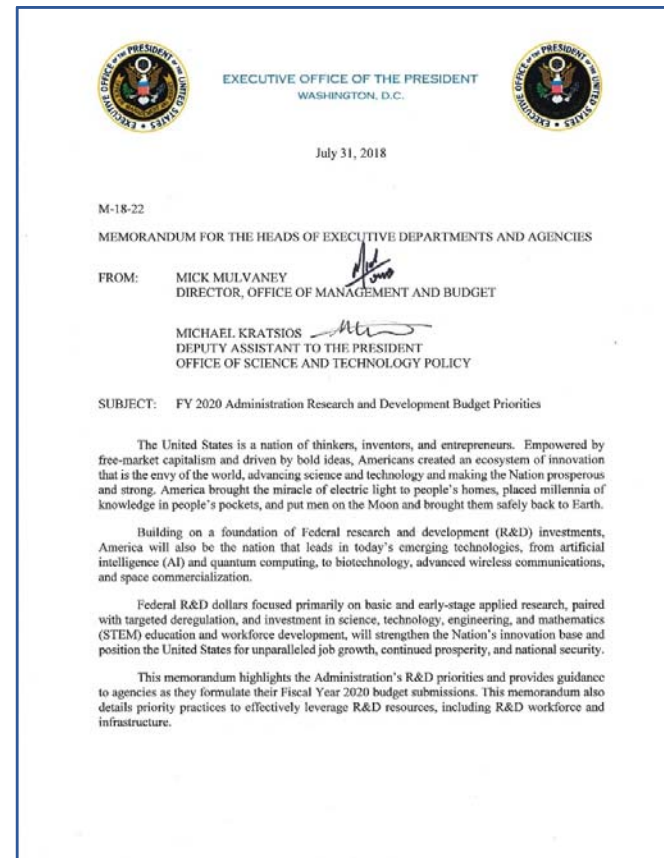 EXECUTIVE OFFICE OF THE PRESIDENT
WASHINGTON, D.C.
July 31, 2018
M-18-22
MEMORANDUM FOR THE HEADS OF EXECUTIVE DEPARTMENTS AND AGENCIES
FROM: MICK MULVANEY
DIRECTOR, OFFICE OF MANAGEMENT AND BUDGET
MICHAEL KRATSIOS
DEPUTY ASSISTANT TO THE PRESIDENT
OFFICE OF SCIENCE AND TECHNOLOGY POLICY
SUBJECT: FY 2020 Administration Research and Development Budget Priorities
The United States is a nation of thinkers, inventors, and entrepreneurs. Empowered by
free-market capitalism and driven by bold ideas, Americans created an ecosystem of innovation
that is the envy of the world, advancing science and technology and making the Nation prosperous
and strong. America brought the miracle of electric light to people's homes, placed millennia of
knowledge in people's pockets, and put men on the Moon and brought them safely back to Earth.
Building on a foundation of Federal research and development (R&D) investments,
America will also be the nation that leads in today's emerging technologies, from artificial
intelligence (AI) and quantum computing, to biotechnology, advanced wireless communications,
and space commercialization.
Federal R&D dollars focused primarily on basic and early-stage applied research, paired
with targeted deregulation, and investment in science, technology, engineering, and mathematics
(STEM) education and workforce development, will strengthen the Nation's innovation base and
position the United States for unparalleled job growth, continued prosperity, and national security.
This memorandum highlights the Administration's R&D priorities and provides guidance
to agencies as they formulate their Fiscal Year 2020 budget submissions. This memorandum also
details priority practices to effectively leverage R&D resources, including R&D workforce and
infrastructure.